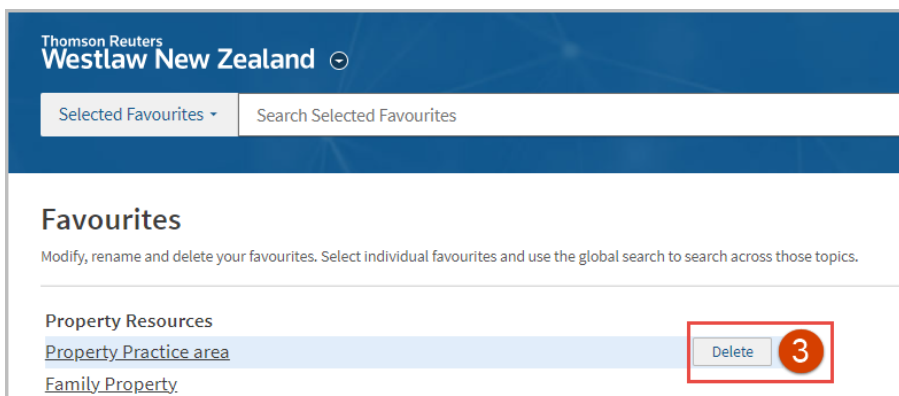 Thomson Reuters
Westlaw New Zealand
Selected Favourites
Search Selected Favourites
Favourites
Modify, rename and delete your favourites. Select individual favourites and use the global search to search across those topics.
Property Resources
Property Practice area
Delete
3
Family Property